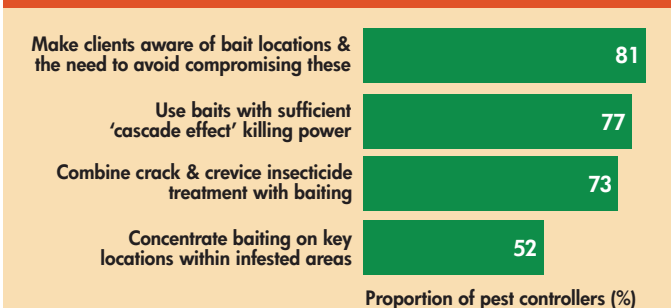 Make clients aware of bait locations &
the need to avoid compromising these
81
Use baits with sufficient
‘cascade effect’ killing power
77
Combine crack & crevice insecticide
treatment with baiting
73
Concentrate baiting on key
locations within infested areas
52
Proportion of pest controllers (%)